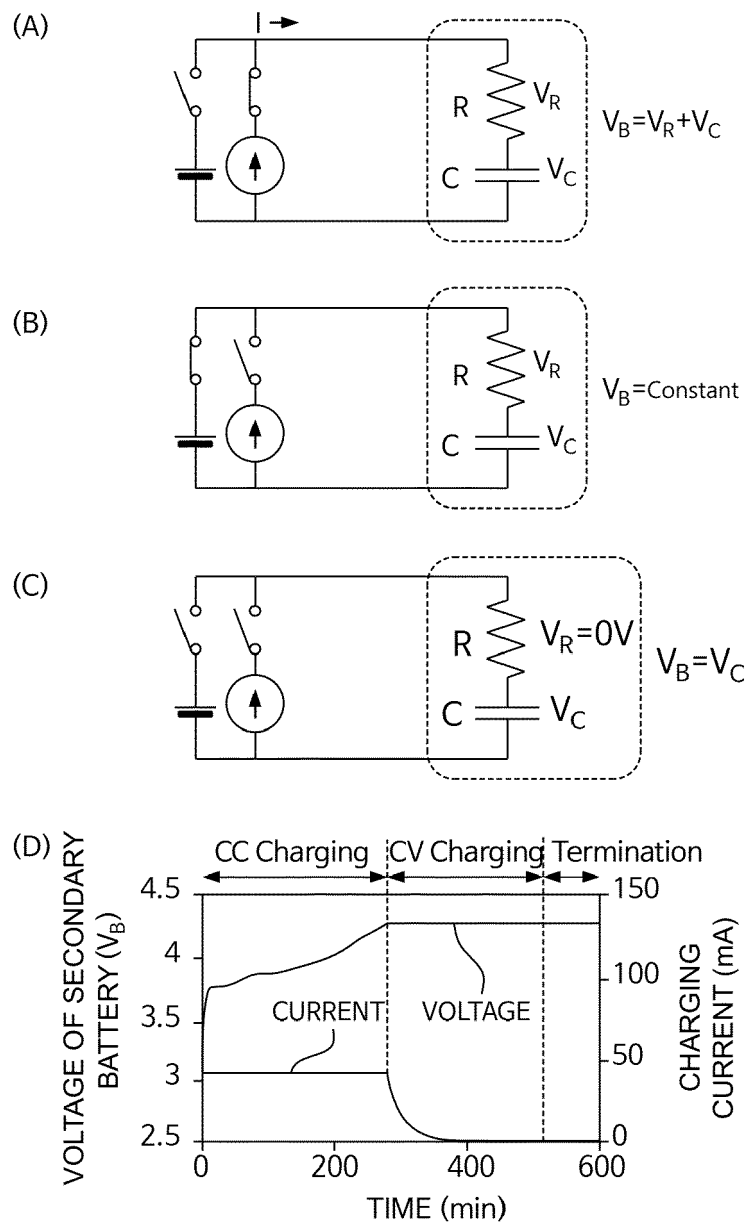 (A)
I
R
V_R
C
V_C
V_B=V_R+V_C
(B)
R
V_R
C
V_C
V_B=Constant
(C)
R
V_R=0V
C
V_C
V_B=V_C
(D)
CC Charging
CV Charging
Termination
VOLTAGE OF SECONDARY
BATTERY (V_B)
4.5
4
3.5
3
2.5
CURRENT
VOLTAGE
150
100
50
0
CHARGING
CURRENT (mA)
0
200
400
600
TIME (min)